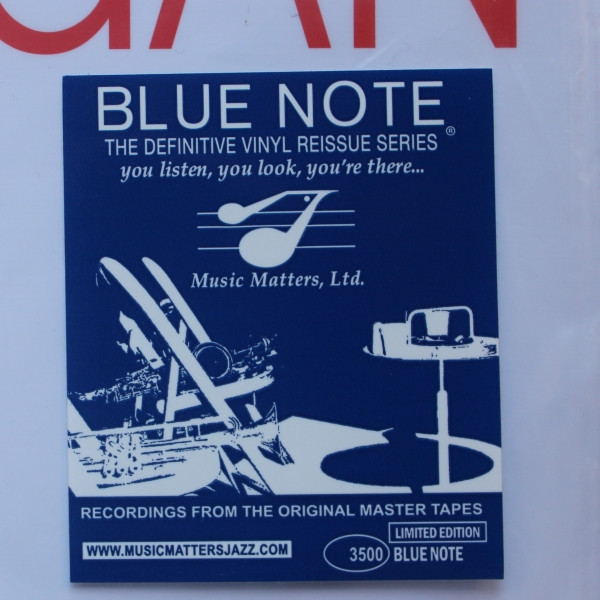 BLUE NOTE
THE DEFINITIVE VINYL REISSUE SERIES ®
you listen, you look, you're there...
Music Matters, Ltd.
RECORDINGS FROM THE ORIGINAL MASTER TAPES
LIMITED EDITION
WWW.MUSICMATTERSJAZZ.COM
3500 BLUE NOTE